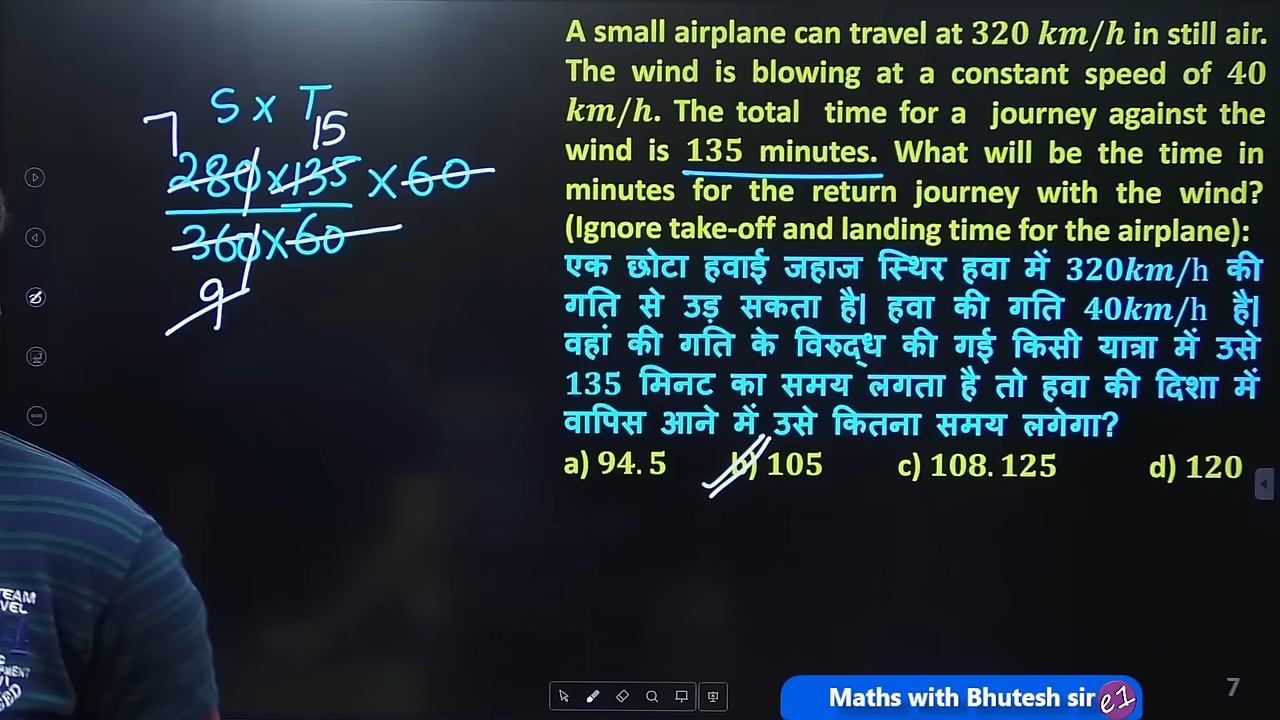 S x T
7 15
280 x 135 x 60
360 x 60
9
A small airplane can travel at 320 km/h in still air.
The wind is blowing at a constant speed of 40
km/h. The total time for a journey against the
wind is 135 minutes. What will be the time in
minutes for the return journey with the wind?
(Ignore take-off and landing time for the airplane):
एक छोटा हवाई जहाज स्थिर हवा में 320km/h की
गति से उड़ सकता है| हवा की गति 40km/h है|
वहां की गति के विरुद्ध की गई किसी यात्रा में उसे
135 मिनट का समय लगता है तो हवा की दिशा में
वापिस आने में उसे कितना समय लगेगा?
a) 94.5 b) 105 c) 108.125 d) 120
TEAM
Maths with Bhutesh sir e1
7